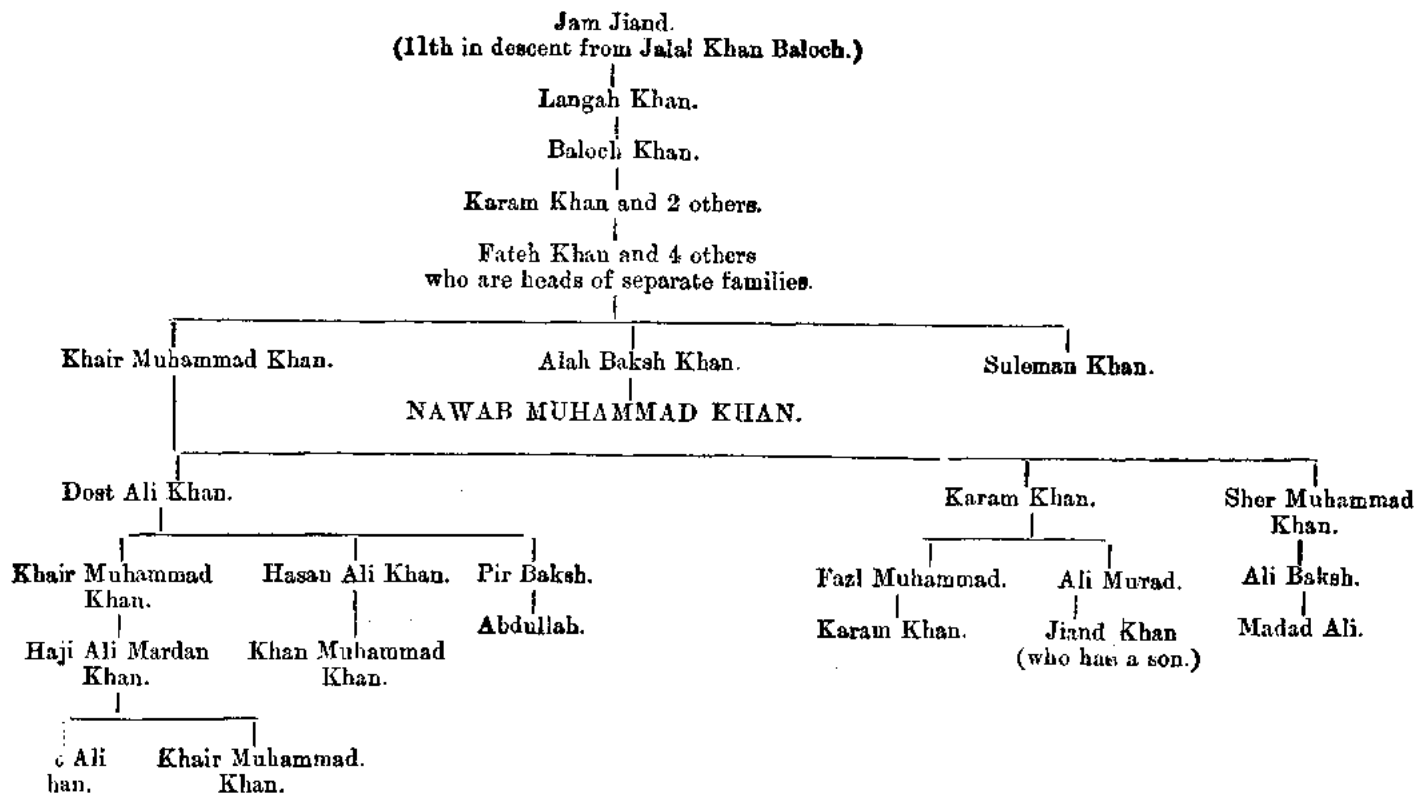 Jam Jiand.
(11th in descent from Jalal Khan Baloch.)
Langah Khan.
Baloch Khan.
Karam Khan and 2 others.
Fateh Khan and 4 others
who are heads of separate families.
Khair Muhammad Khan.
Alah Baksh Khan.
Suleman Khan.
NAWAB MUHAMMAD KHAN.
Dost Ali Khan.
Karam Khan.
Sher Muhammad
Khan.
Khair Muhammad
Khan.
Hasan Ali Khan.
Pir Baksh.
Fazl Muhammad.
Ali Murad.
Ali Baksh.
Abdullah.
Karam Khan.
Jiand Khan
(who has a son.)
Madad Ali.
Haji Ali Mardan
Khan.
Khan Muhammad
Khan.
Ali
han.
Khair Muhammad.
Khan.